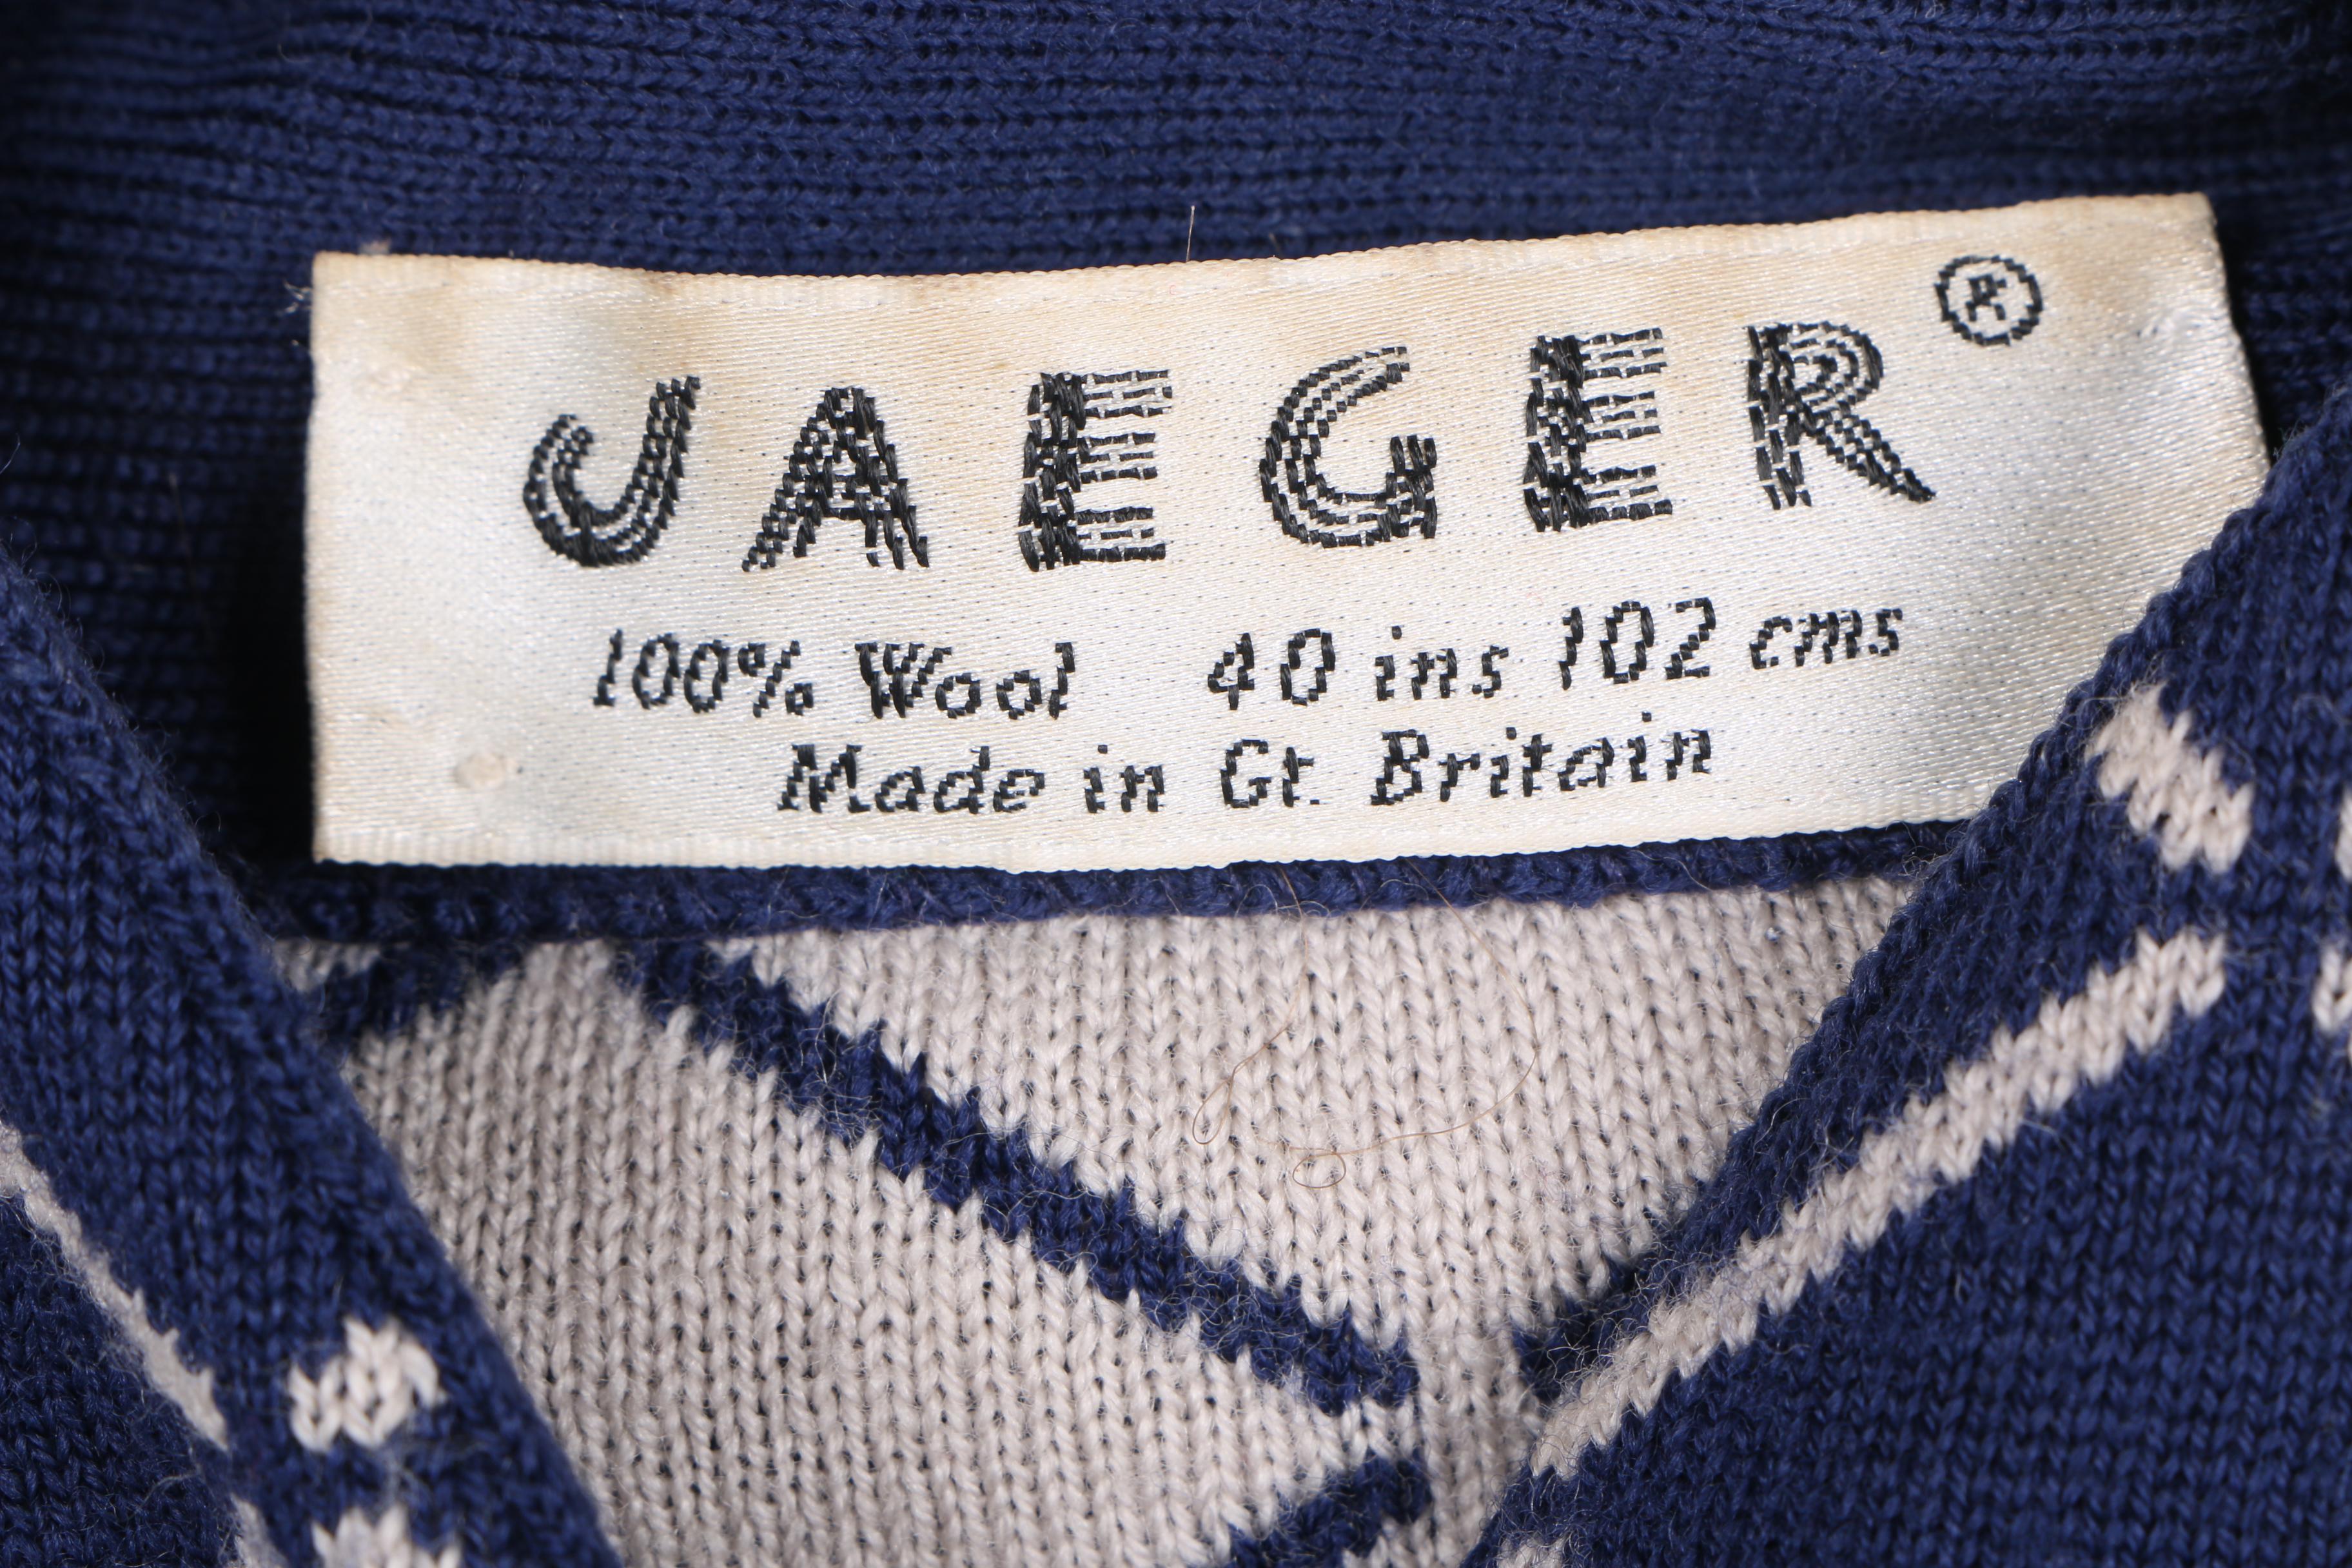 JAEGER®
100% Wool 40 ins 102 cms
Made in Gt. Britain